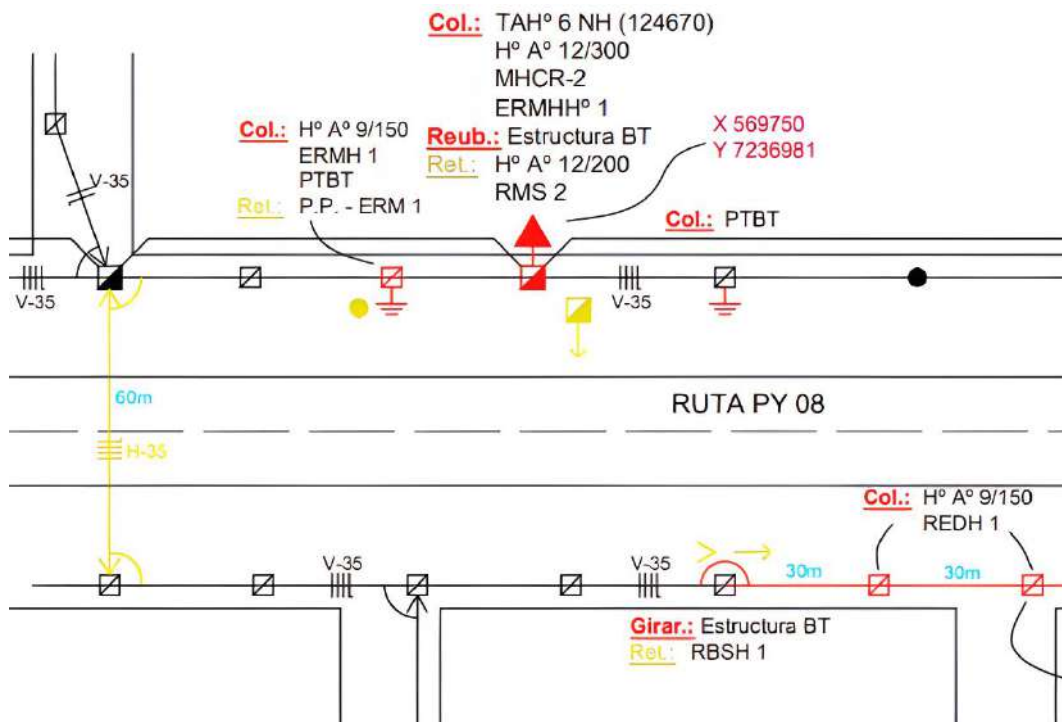 Col.: TAHº 6 NH (124670)
Hº Aº 12/300
MHCR-2
ERMHHº 1
Reub.: Estructura BT
Ret.: Hº Aº 12/200
RMS 2
X 569750
Y 7236981
Col.: Hº Aº 9/150
ERMH 1
PTBT
Ret.: P.P. - ERM 1
Col.: PTBT
V-35
V-35
V-35
60m
RUTA PY 08
H-35
Col.: Hº Aº 9/150
REDH 1
V-35
V-35
30m
30m
Girar.: Estructura BT
Ret.: RBSH 1